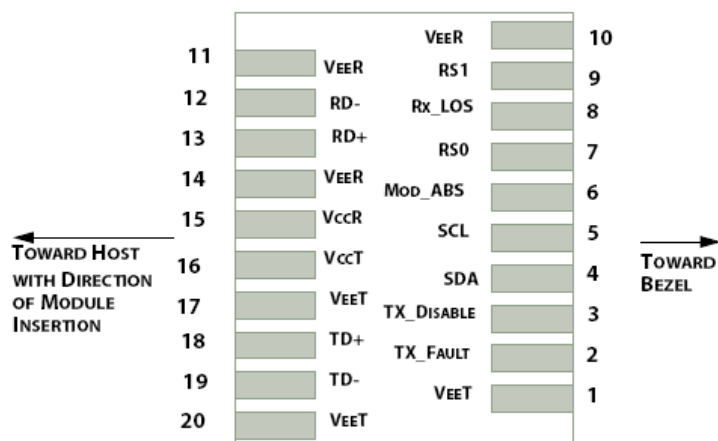 11
VEER
12
RD-
13
RD+
14
VEER
15
VCCR
16
VCCT
17
VEET
18
TD+
19
TD-
20
VEET
VEER
10
RS1
9
RX_LOS
8
RS0
7
MOD_ABS
6
SCL
5
SDA
4
TX_DISABLE
3
TX_FAULT
2
VEET
1
TOWARD HOST
WITH DIRECTION
OF MODULE
INSERTION
TOWARD
BEZEL